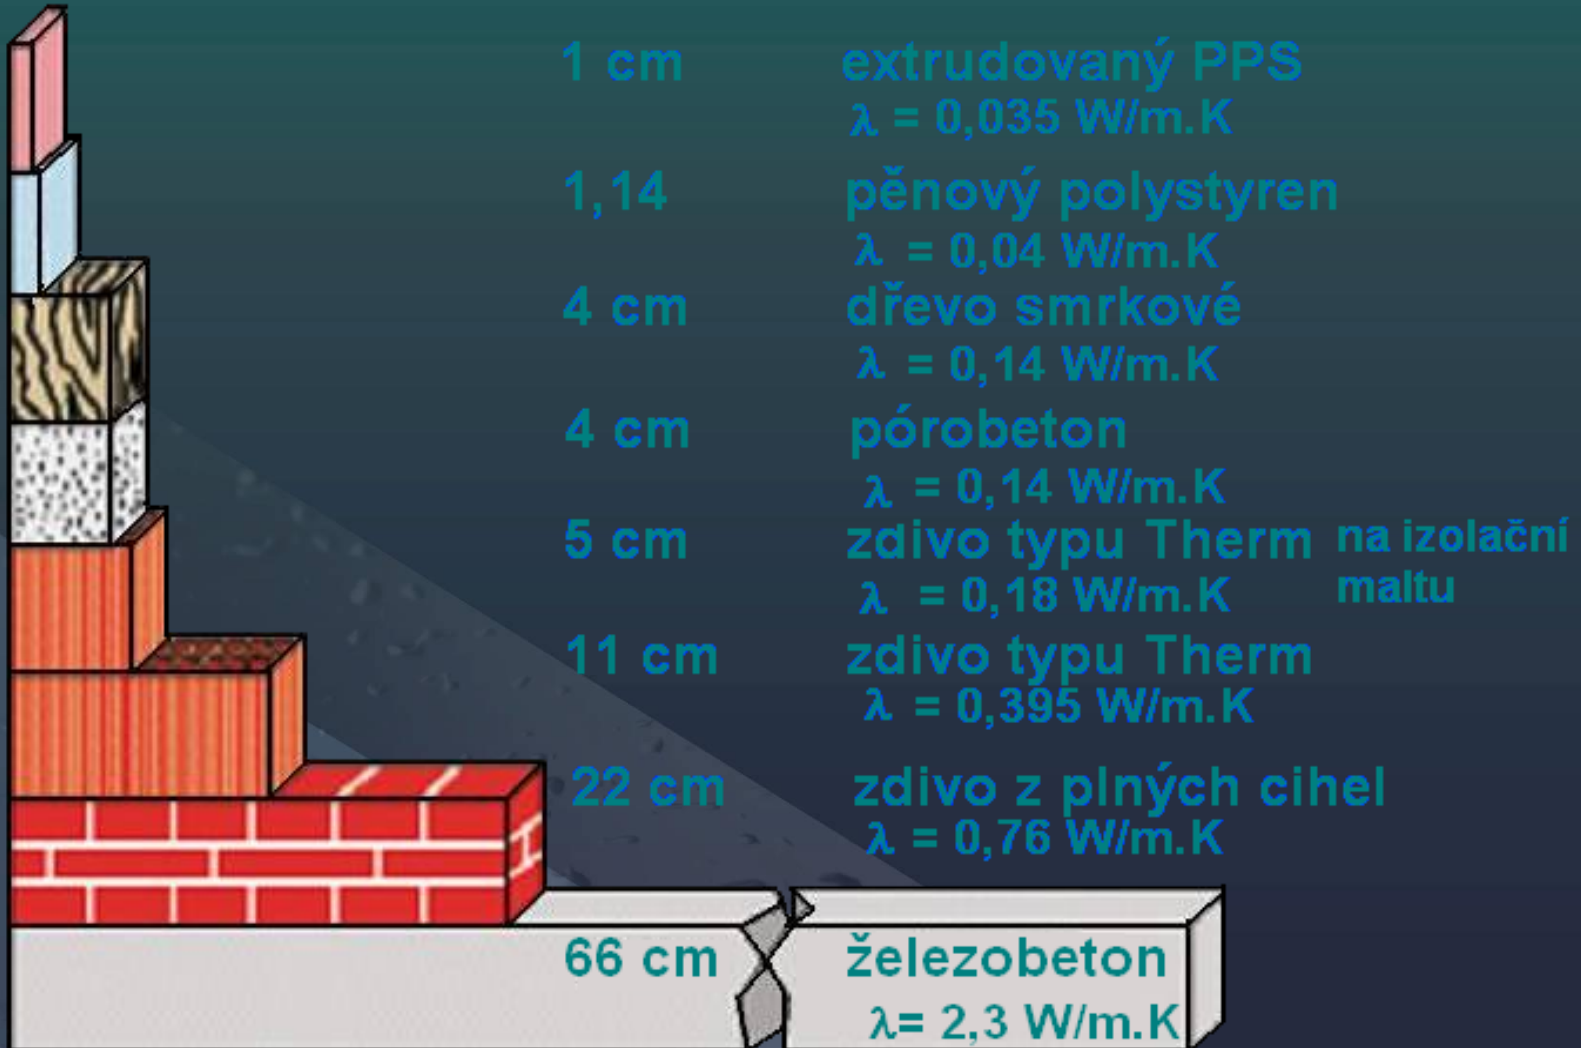 1 cm extrudovaný PPS
λ = 0,035 W/m.K
1,14 pěnový polystyren
λ = 0,04 W/m.K
4 cm dřevo smrkové
λ = 0,14 W/m.K
4 cm pórobeton
λ = 0,14 W/m.K
5 cm zdivo typu Therm na izolační
λ = 0,18 W/m.K maltu
11 cm zdivo typu Therm
λ = 0,395 W/m.K
22 cm zdivo z plných cihel
λ = 0,76 W/m.K
66 cm železobeton
λ= 2,3 W/m.K